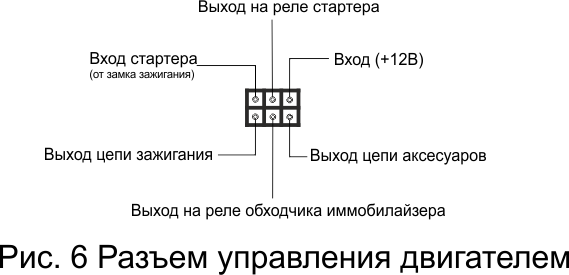 Выход на реле стартера
Вход стартера
(от замка зажигания)
Вход (+12В)
Выход цепи зажигания
Выход цепи аксесуаров
Выход на реле обходчика иммобилайзера
Рис. 6 Разъем управления двигателем